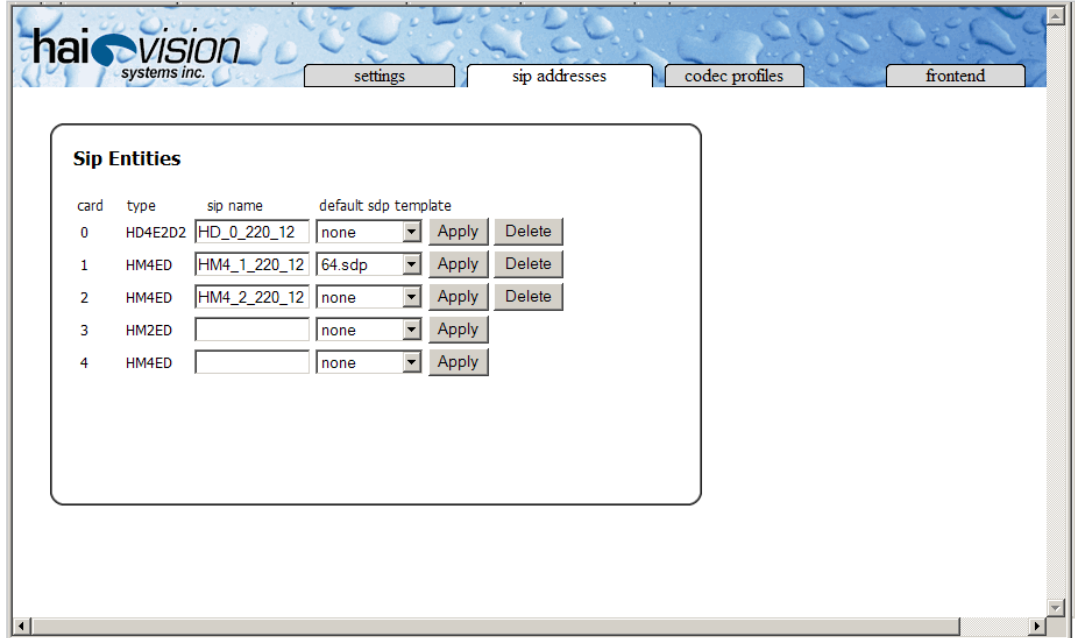 haivision
systems inc.
settings sip addresses codec profiles frontend
Sip Entities
card type sip name default sdp template
0 HD4E2D2 HD_0_220_12 none Apply Delete
1 HM4ED HM4_1_220_12 64.sdp Apply Delete
2 HM4ED HM4_2_220_12 none Apply Delete
3 HM2ED none Apply
4 HM4ED none Apply